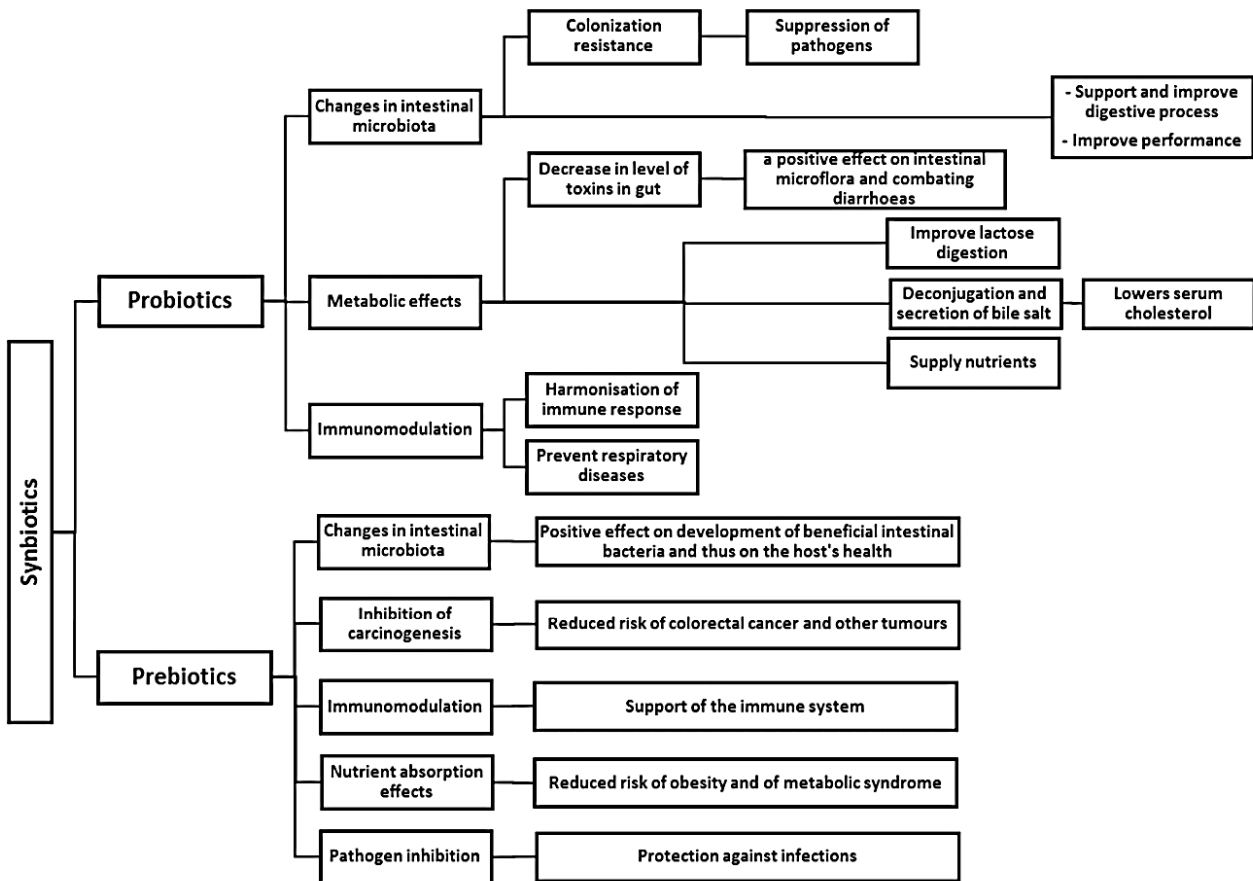 Synbiotics
Probiotics
Changes in intestinal
microbiota
Colonization
resistance
Suppression of
pathogens
- Support and improve
digestive process
- Improve performance
Metabolic effects
Decrease in level of
toxins in gut
a positive effect on intestinal
microflora and combating
diarrhoeas
Improve lactose
digestion
Deconjugation and
secretion of bile salt
Lowers serum
cholesterol
Supply nutrients
Immunomodulation
Harmonisation of
immune response
Prevent respiratory
diseases
Prebiotics
Changes in intestinal
microbiota
Positive effect on development of beneficial intestinal
bacteria and thus on the host's health
Inhibition of
carcinogenesis
Reduced risk of colorectal cancer and other tumours
Immunomodulation
Support of the immune system
Nutrient absorption
effects
Reduced risk of obesity and of metabolic syndrome
Pathogen inhibition
Protection against infections